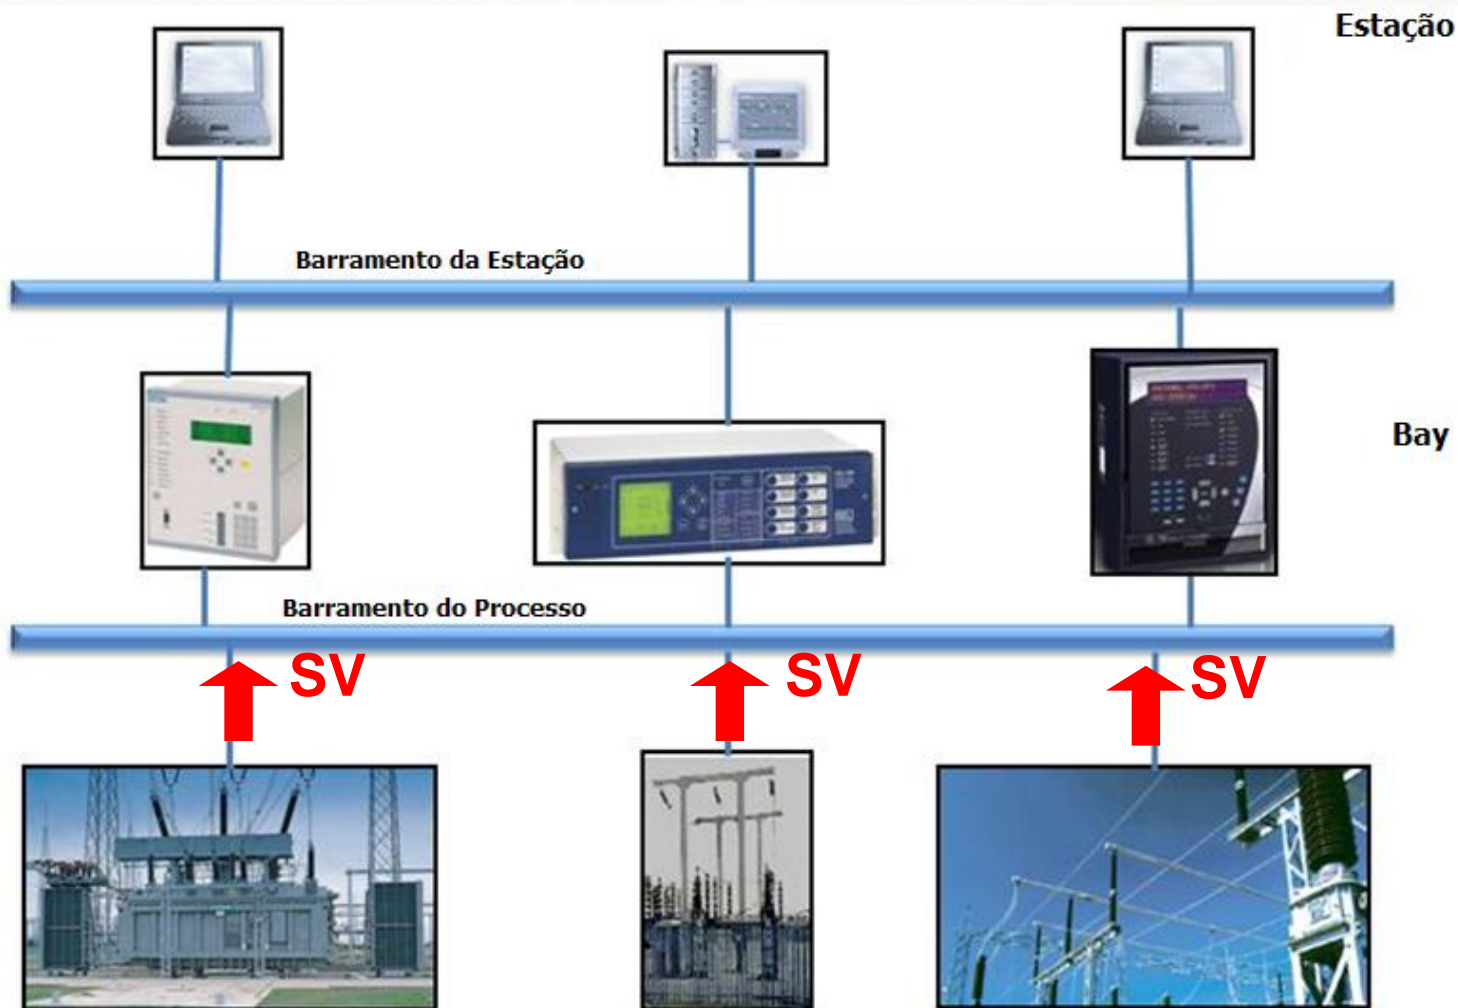 Estação
Barramento da Estação
Bay
Barramento do Processo
SV
SV
SV